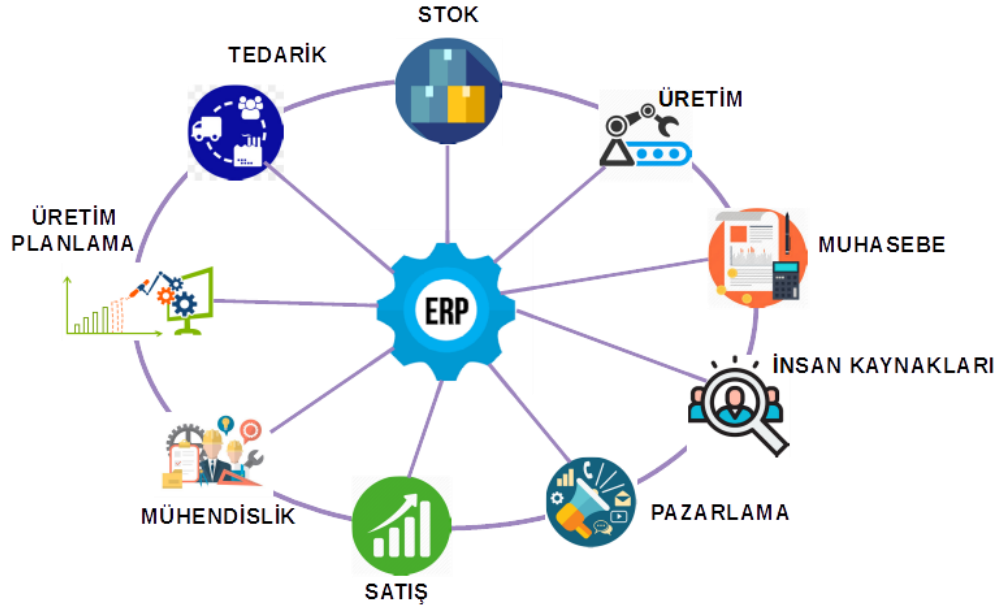 STOK
TEDARİK
ÜRETİM
ÜRETİM
PLANLAMA
MUHASEBE
ERP
İNSAN KAYNAKLARI
MÜHENDİSLİK
PAZARLAMA
SATIŞ